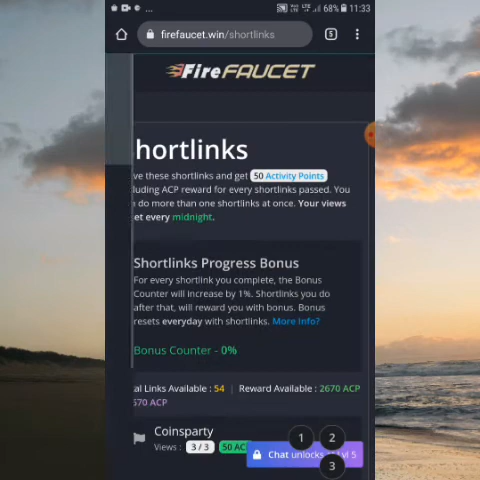 68% 11:33
firefaucet.win/shortlinks
5
Fire FAUCET
hortlinks
ve these shortlinks and get 50 Activity Points
luding ACP reward for every shortlinks passed. You
do more than one shortlinks at once. Your views
et every midnight.
Shortlinks Progress Bonus
For every shortlink you complete, the Bonus
Counter will increase by 1%. Shortlinks you do
after that, will reward you with bonus. Bonus
resets everyday with shortlinks. More Info?
Bonus Counter - 0%
al Links Available : 54 | Reward Available : 2670 ACP
570 ACP
Coinsparty
Views : 3 / 3 50 AC
Chat unlocks
5
1 2
3